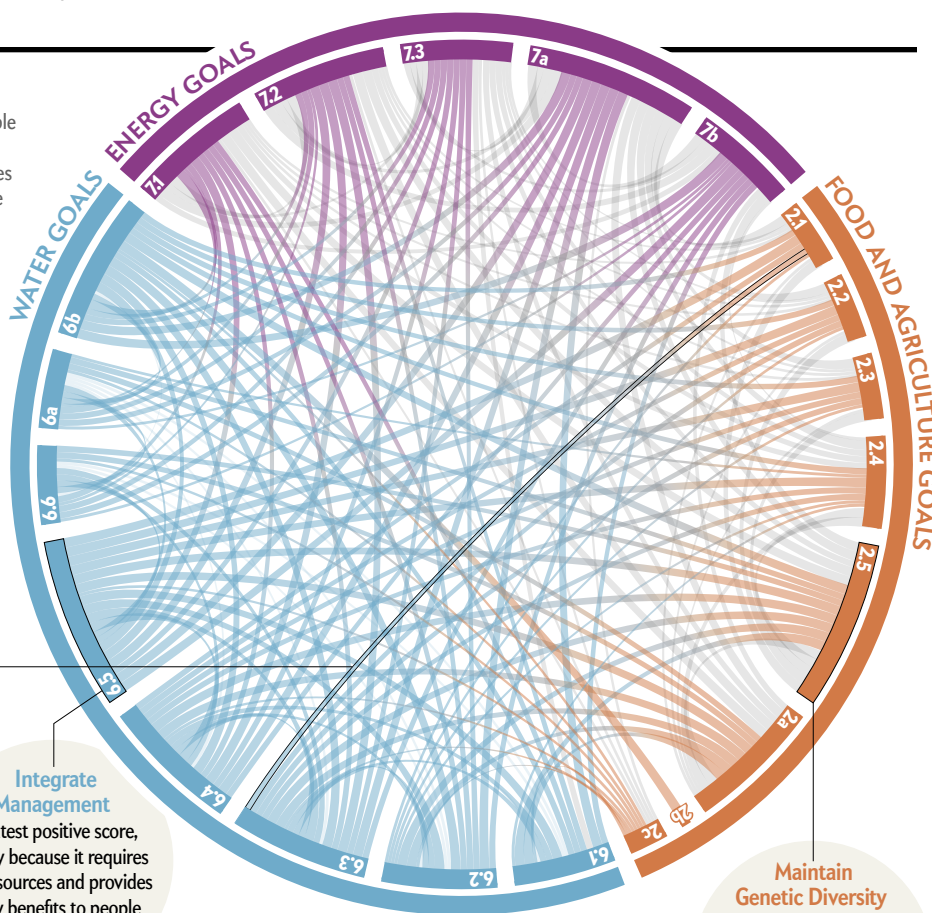 ENERGY GOALS
7.1
7.2
7.3
7a
7b
WATER GOALS
6b
6a
6.6
6.5
6.4
6.3
6.2
6.1
FOOD AND AGRICULTURE GOALS
2.1
2.2
2.3
2.4
2.5
2a
2b
2c
Integrate
Management
test positive score,
because it requires
sources and provides
benefits to people
Maintain
Genetic Diversity